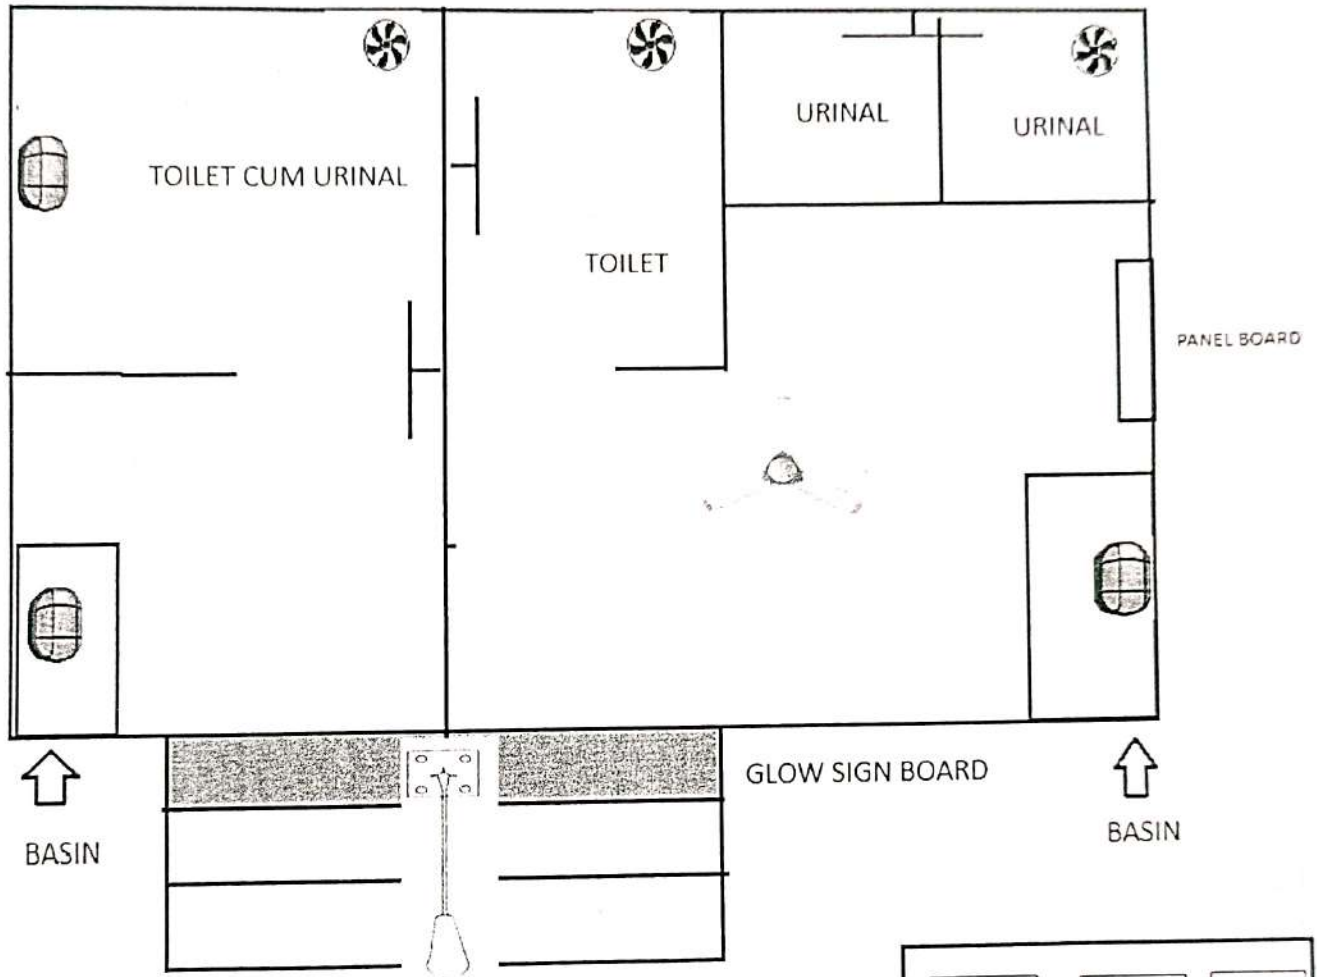 URINAL
URINAL
TOILET CUM URINAL
TOILET
PANEL BOARD
GLOW SIGN BOARD
BASIN
BASIN